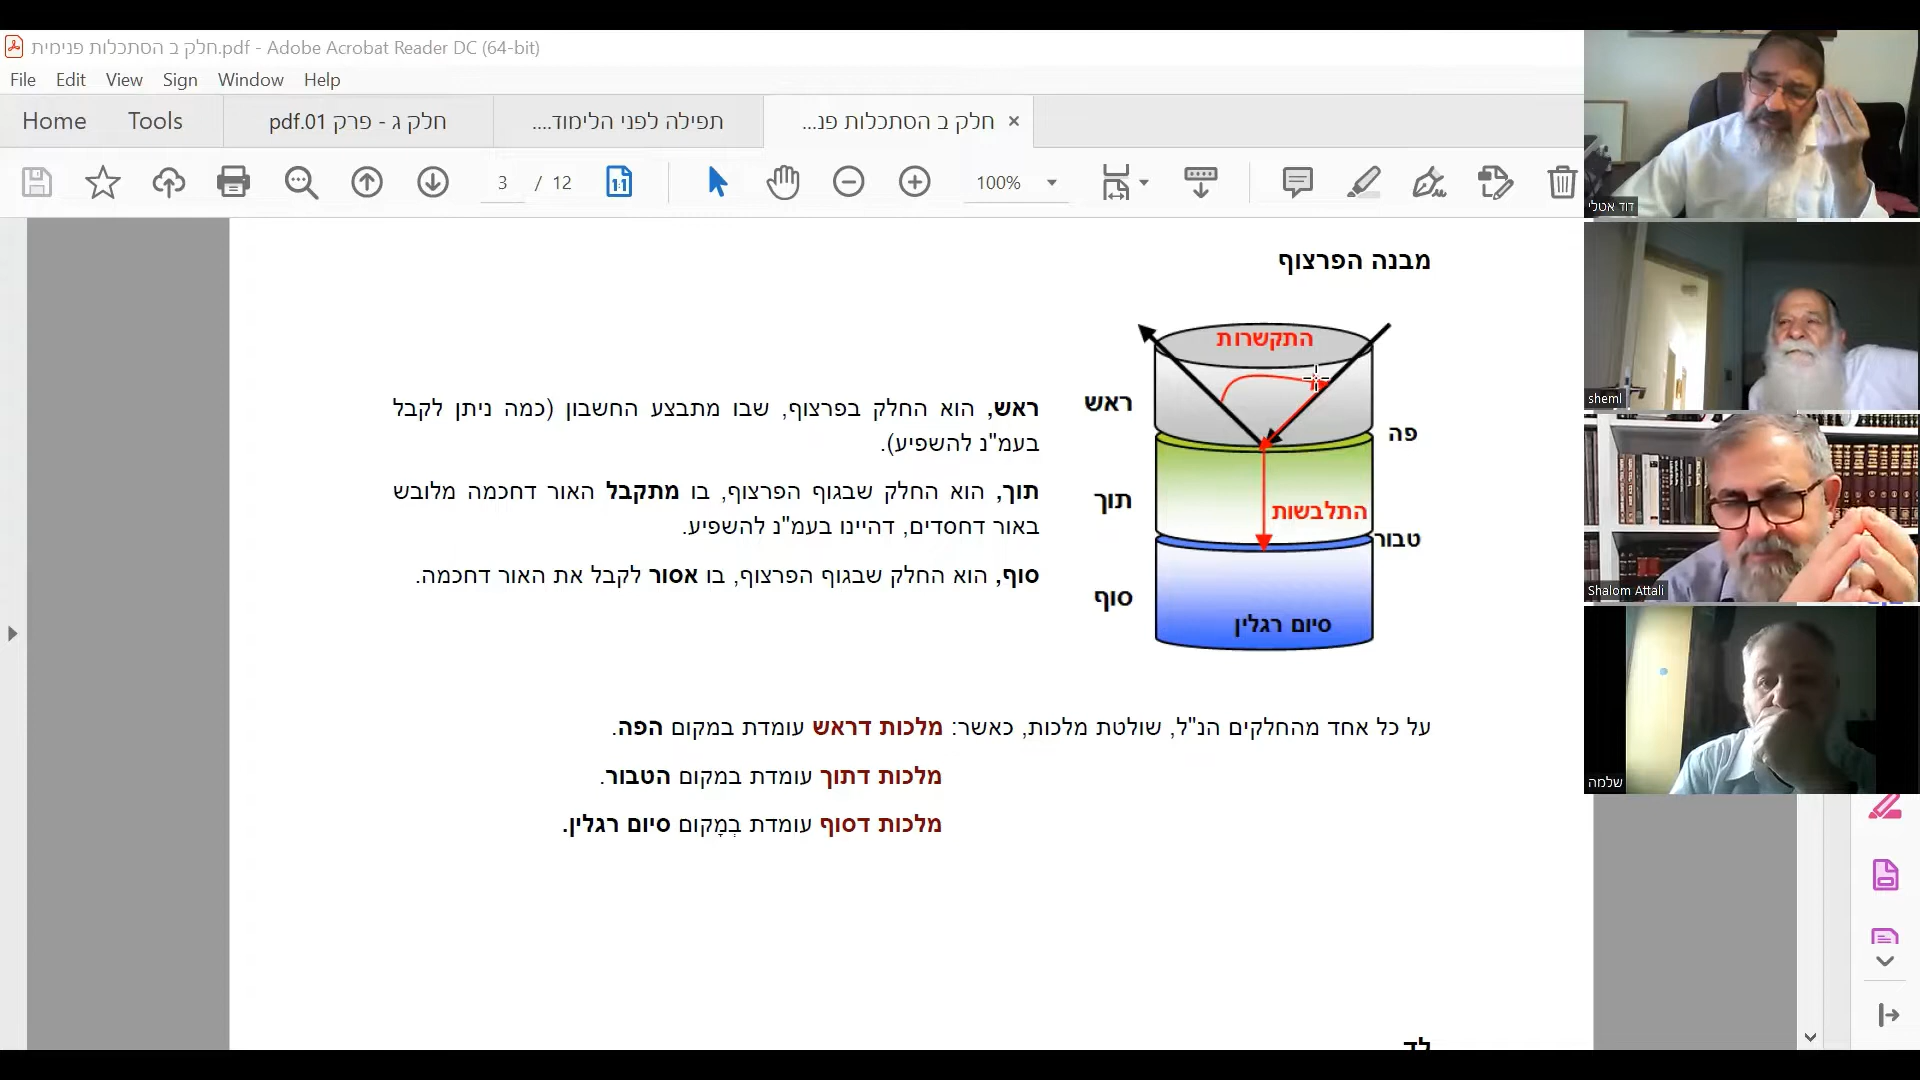 חלק ב הסתכלות פנימית.pdf - Adobe Acrobat Reader DC (64-bit)
File Edit View Sign Window Help
Home Tools חלק ג - פרק 01.pdf תפילה לפני הלימוד.... חלק ב הסתכלות פנ... ×
3 / 12 100%
דוד אטלי
sheml
Shalom Attali
שלמה
מבנה הפרצוף
התקשרות
ראש
פה
תוך
התלבשות
טבור
סוף
סיום רגלין
ראש, הוא החלק בפרצוף, שבו מתבצע החשבון (כמה ניתן לקבל
בעמ"נ להשפיע).
תוך, הוא החלק שבגוף הפרצוף, בו מתקבל האור דחכמה מלובש
באור דחסדים, דהיינו בעמ"נ להשפיע.
סוף, הוא החלק שבגוף הפרצוף, בו אסור לקבל את האור דחכמה.
על כל אחד מהחלקים הנ"ל, שולטת מלכות, כאשר: מלכות דראש עומדת במקום הפה.
מלכות דתוך עומדת במקום הטבור.
מלכות דסוף עומדת בְּמָקום סיום רגלין.